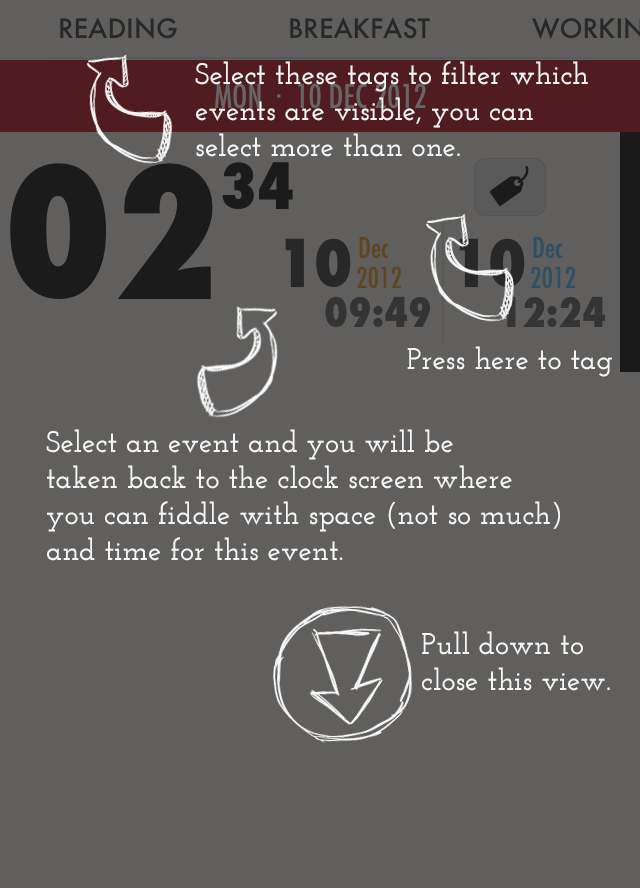 READING BREAKFAST WORKIN
Select these tags to filter which
MON · 10 DEC 2012
events are visible, you can
select more than one.
02 34
10 Dec 2012 10 Dec 2012
09:49 12:24
Press here to tag
Select an event and you will be
taken back to the clock screen where
you can fiddle with space (not so much)
and time for this event.
Pull down to
close this view.